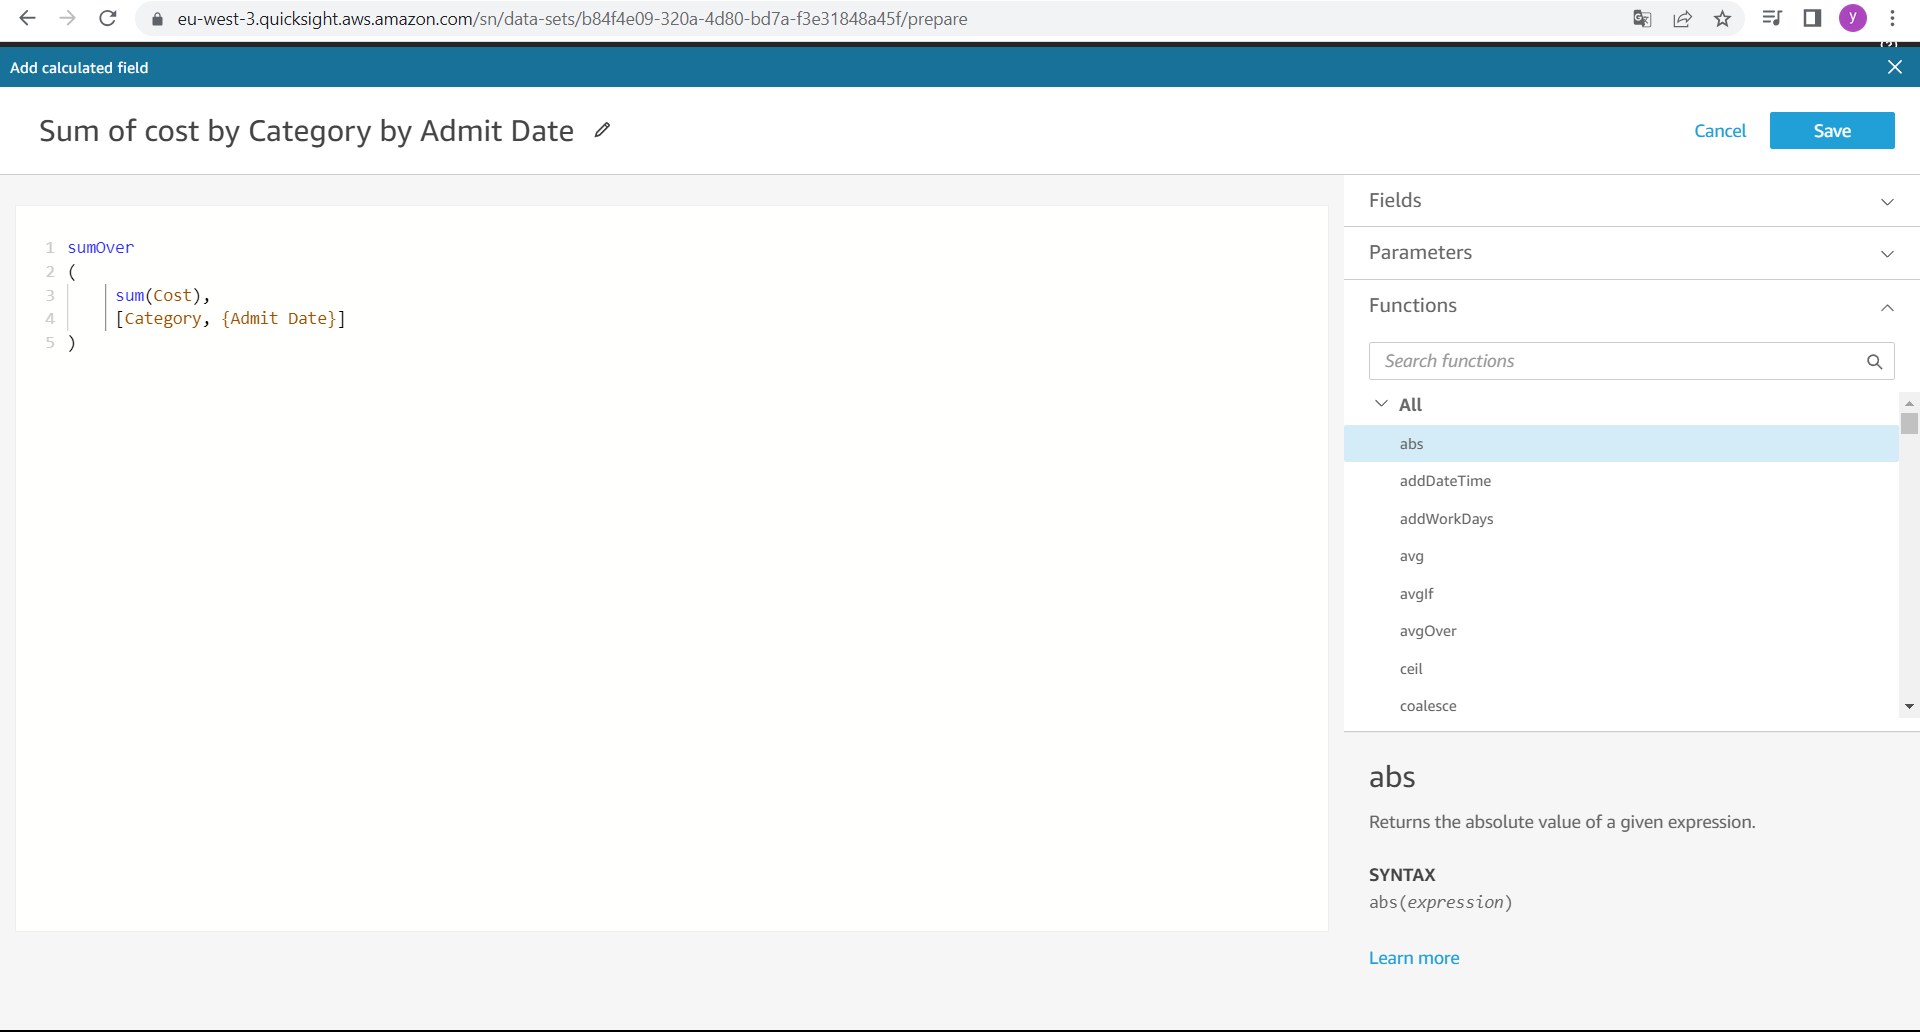 eu-west-3.quicksight.aws.amazon.com/sn/data-sets/b84f4e09-320a-4d80-bd7a-f3e31848a45f/prepare
y
Add calculated field
Sum of cost by Category by Admit Date
Cancel
Save
1 sumOver
2 (
3 sum(Cost),
4 [Category, {Admit Date}]
5 )
Fields
Parameters
Functions
Search functions
All
abs
addDateTime
addWorkDays
avg
avgIf
avgOver
ceil
coalesce
abs
Returns the absolute value of a given expression.
SYNTAX
abs(expression)
Learn more